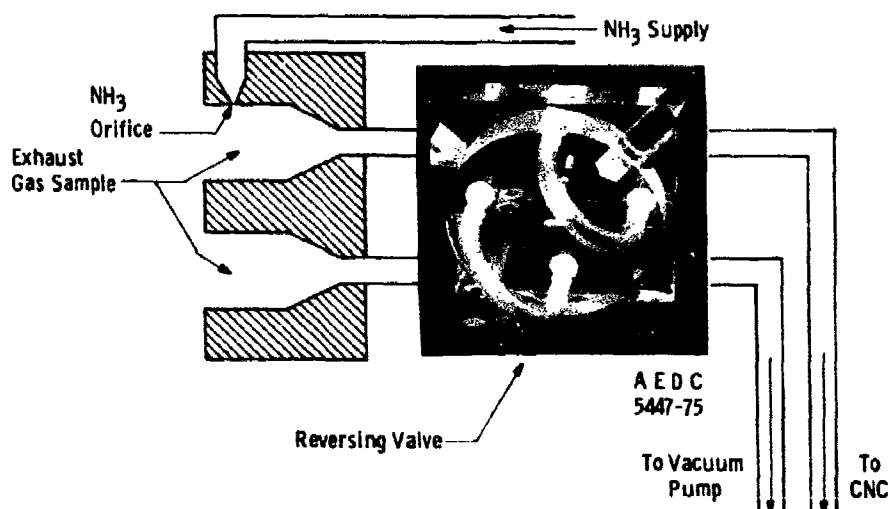 NH3 Supply
NH3
Orifice
Exhaust
Gas Sample
A E D C
5447-75
Reversing Valve
To Vacuum
Pump
To
CNC